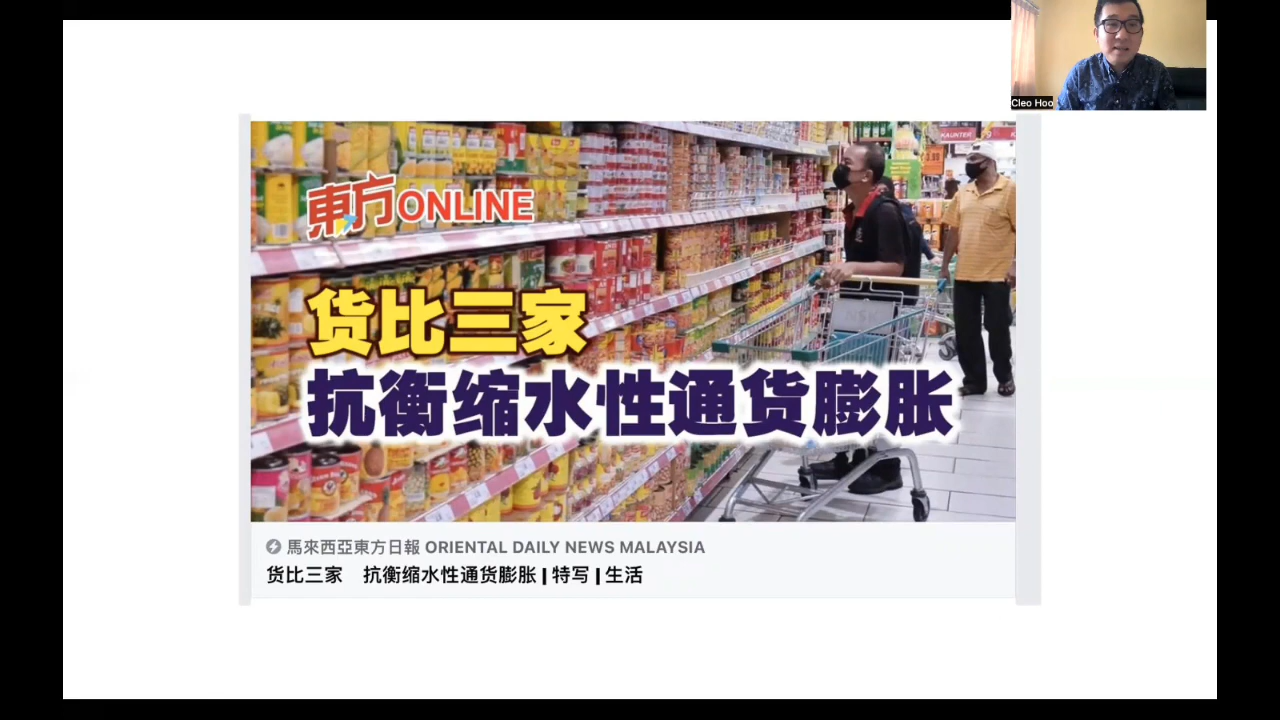 Cleo Hoo
KAUNTER
東方ONLINE
货比三家
抗衡缩水性通货膨胀
NSK
馬來西亞東方日報 ORIENTAL DAILY NEWS MALAYSIA
货比三家 抗衡缩水性通货膨胀 | 特写 | 生活